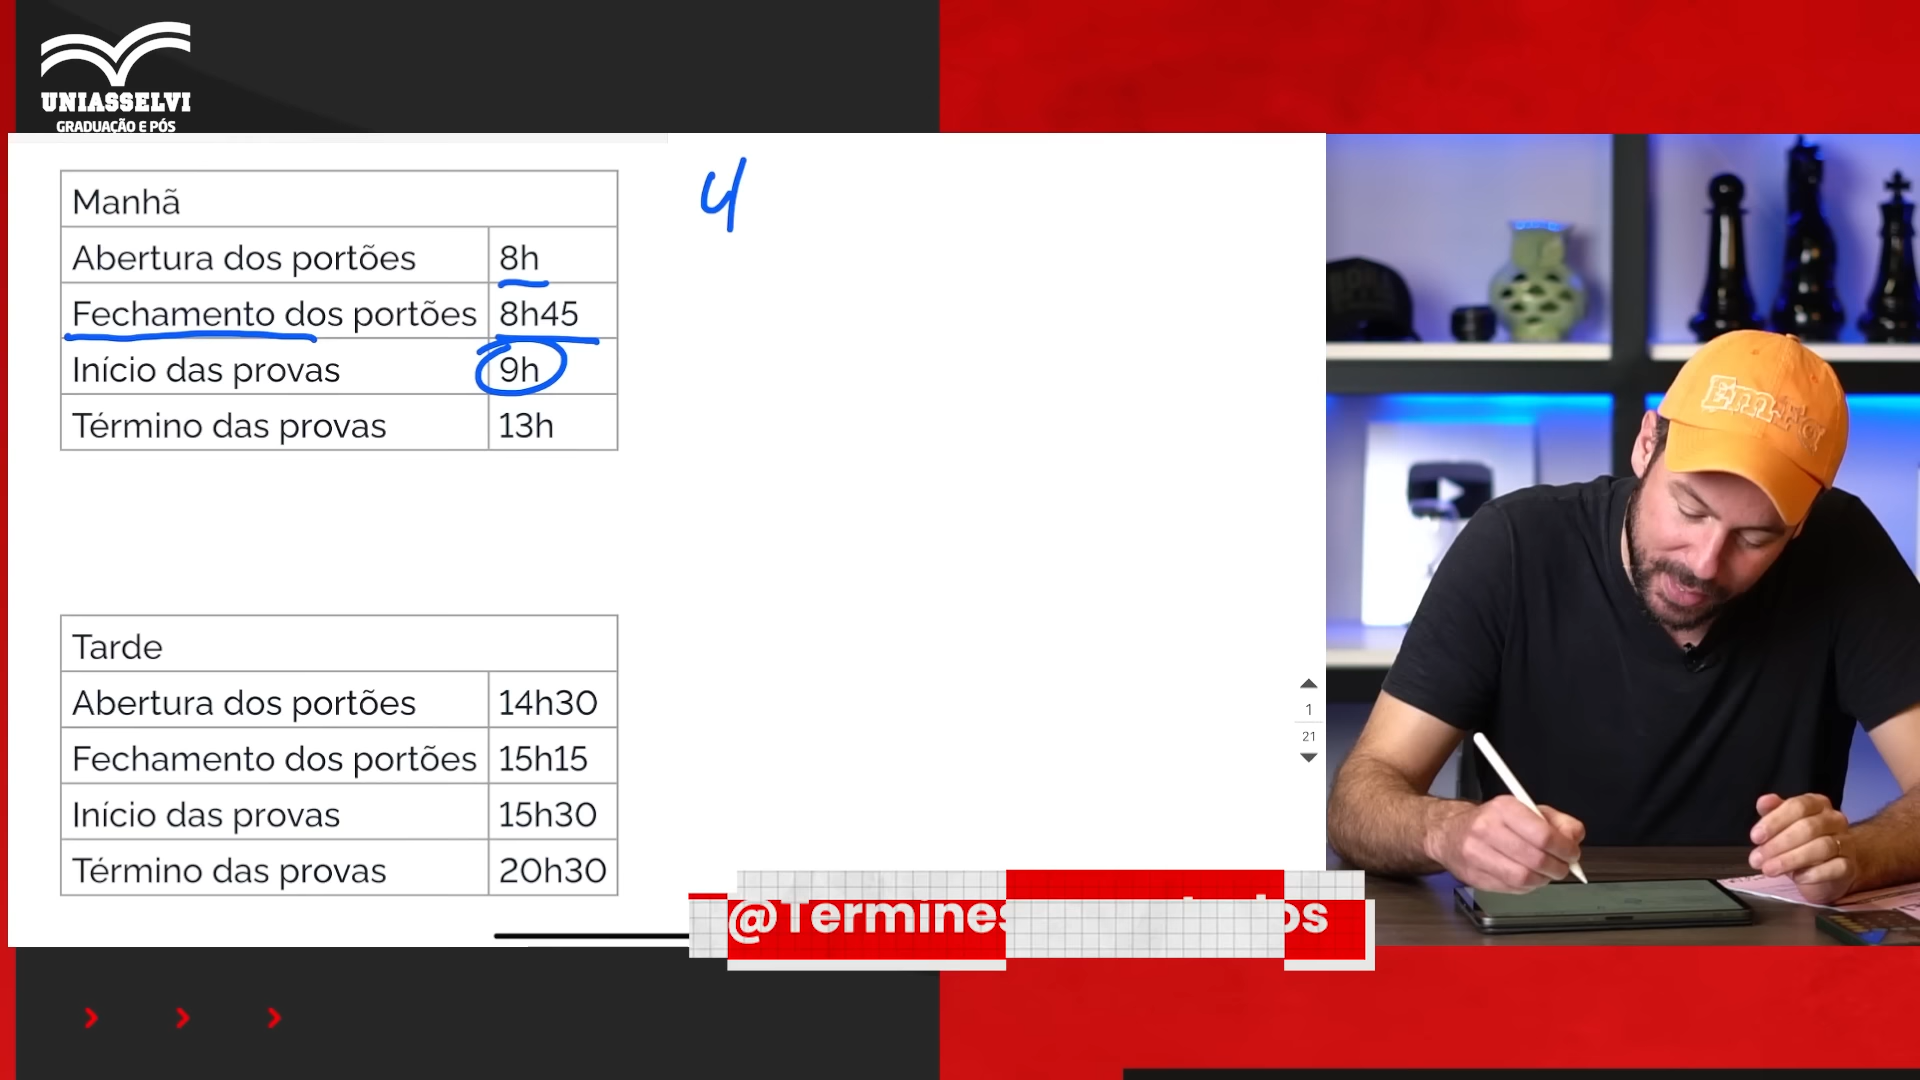 UNIASSELVI
GRADUAÇÃO E PÓS
Manhã
Abertura dos portões 8h
Fechamento dos portões 8h45
Início das provas 9h
Término das provas 13h
4
Tarde
Abertura dos portões 14h30
Fechamento dos portões 15h15
Início das provas 15h30
Término das provas 20h30
1
21